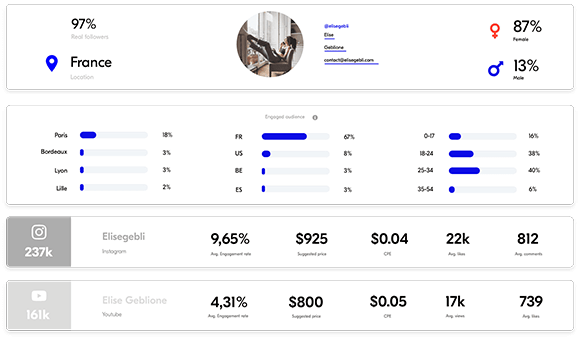 97%
Real followers
France
Location
@elisegebli
Elise
Geblione
contact@elisegebl.com
87%
Female
13%
Male
Engaged audience
Paris 18%
Bordeaux 3%
Lyon 3%
Lille 2%
FR 67%
US 8%
BE 3%
ES 3%
0-17 16%
18-24 38%
25-34 40%
35-54 6%
237k
Elisegebli
Instagram
9,65%
Avg. Engagement rate
$925
Suggested price
$0.04
CPE
22k
Avg. likes
812
Avg. comments
161k
Elise Geblione
Youtube
4,31%
Avg. Engagement rate
$800
Suggested price
$0.05
CPE
17k
Avg. views
739
Avg. likes